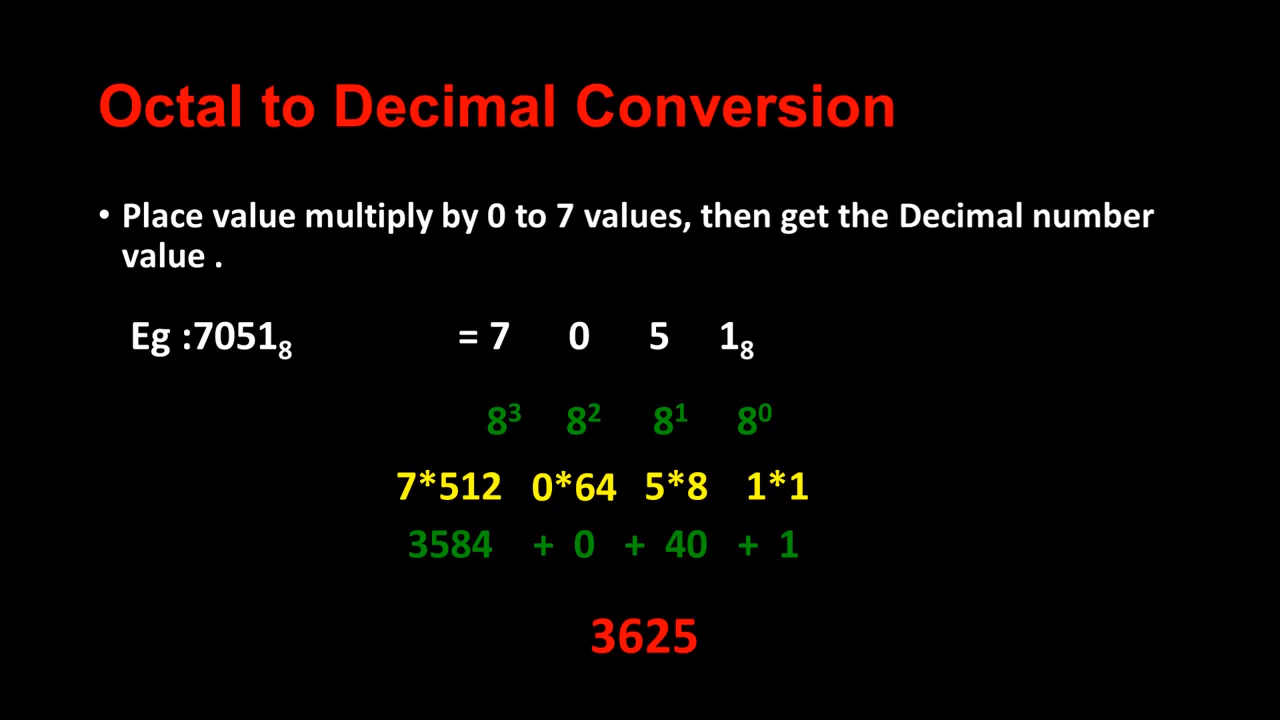 Octal to Decimal Conversion
• Place value multiply by 0 to 7 values, then get the Decimal number
value .
Eg :7051₈ = 7 0 5 1₈
8³ 8² 8¹ 8⁰
7*512 0*64 5*8 1*1
3584 + 0 + 40 + 1
3625